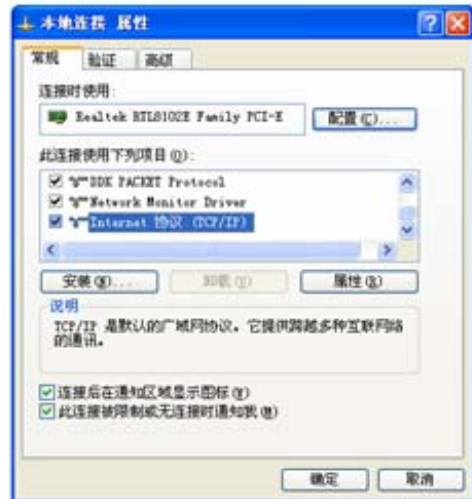 本地连接 属性
常规 验证 高级
连接时使用:
Realtek RTL8102E Family PCI-E 配置(C)...
此连接使用下列项目(O):
NDK PACKET Protocol
Network Monitor Driver
Internet 协议 (TCP/IP)
安装(N)... 卸载(U) 属性(R)
说明
TCP/IP 是默认的广域网协议。它提供跨越多种互联网络
的通讯。
连接后在通知区域显示图标(W)
此连接被限制或无连接时通知我(M)
确定 取消